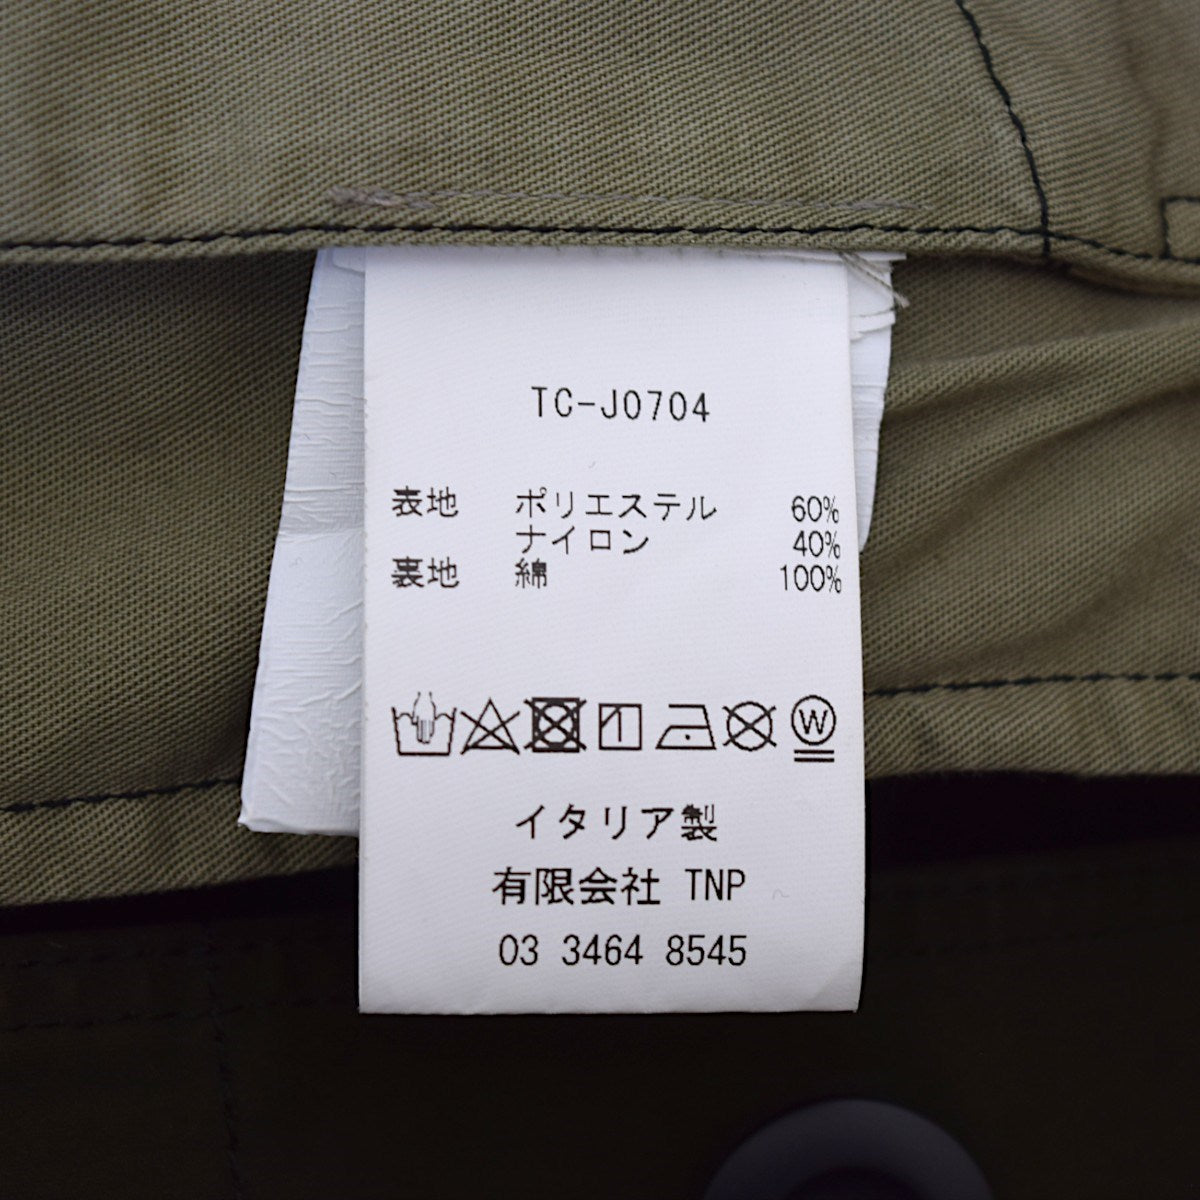 TC-J0704
表地 ポリエステル 60%
ナイロン 40%
裏地 綿 100%
W
イタリア製
有限会社 TNP
03 3464 8545